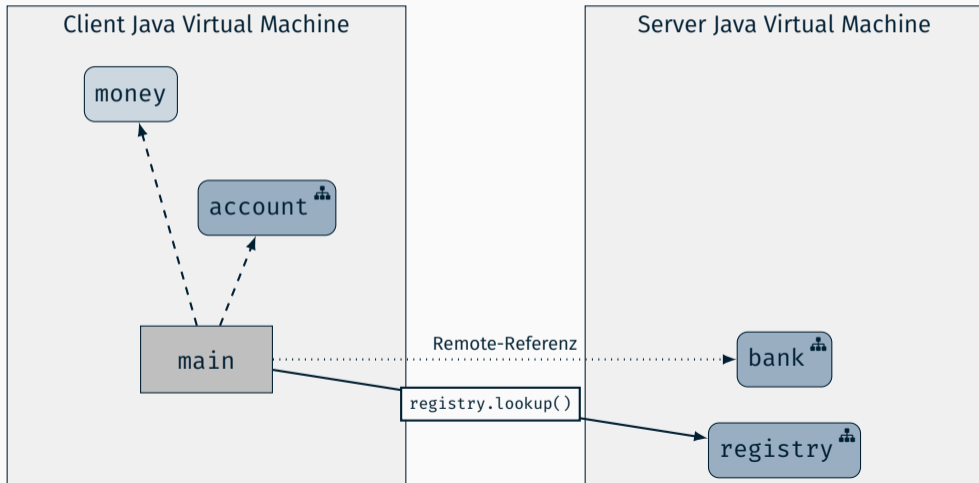 Client Java Virtual Machine
Server Java Virtual Machine
money
account
main
Remote-Referenz
bank
registry.lookup()
registry